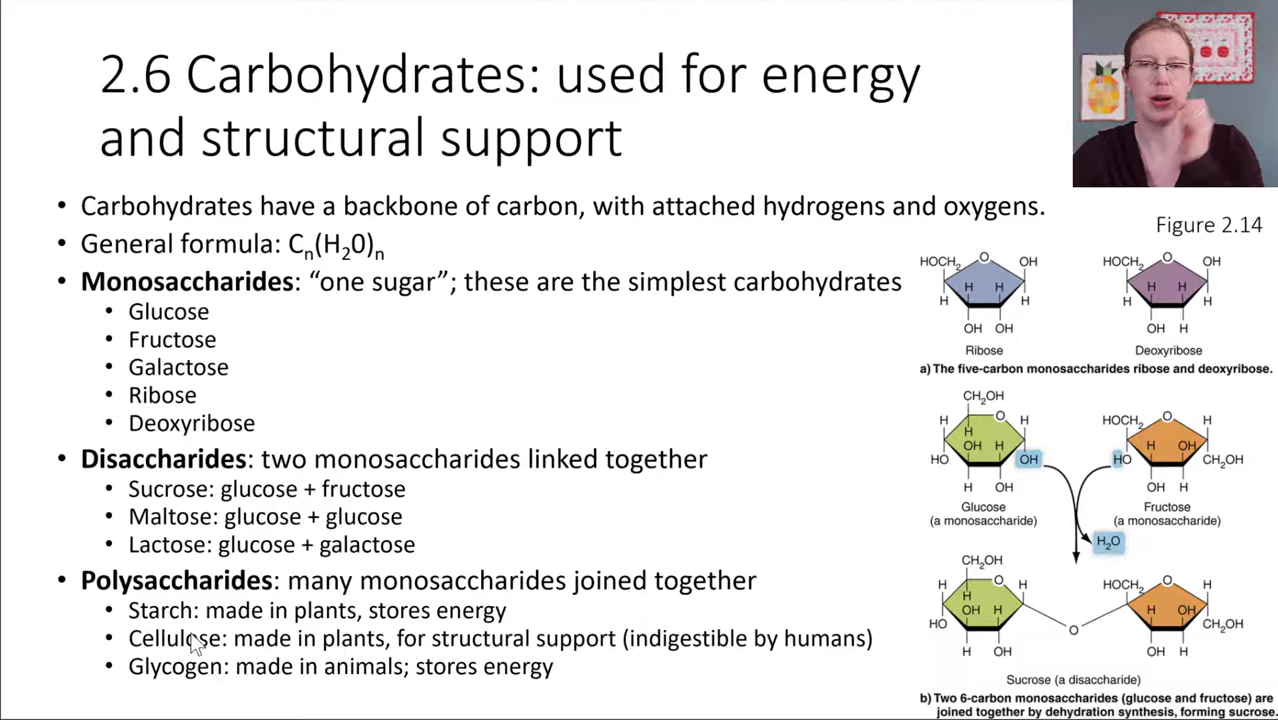 2.6 Carbohydrates: used for energy
and structural support
• Carbohydrates have a backbone of carbon, with attached hydrogens and oxygens.
• General formula: Cn(H20)n
• Monosaccharides: “one sugar”; these are the simplest carbohydrates
• Glucose
• Fructose
• Galactose
• Ribose
• Deoxyribose
• Disaccharides: two monosaccharides linked together
• Sucrose: glucose + fructose
• Maltose: glucose + glucose
• Lactose: glucose + galactose
• Polysaccharides: many monosaccharides joined together
• Starch: made in plants, stores energy
• Cellulose: made in plants, for structural support (indigestible by humans)
• Glycogen: made in animals; stores energy
Figure 2.14
HOCH2 O OH
H H H H
OH OH
Ribose
HOCH2 O OH
H H H H
OH H
Deoxyribose
a) The five-carbon monosaccharides ribose and deoxyribose.
CH2OH
H O H
H
OH H
HO OH
H OH
Glucose
(a monosaccharide)
HOCH2 O H
H OH
HO CH2OH
OH H
Fructose
(a monosaccharide)
H2O
CH2OH
H O H
H
OH H
HO
H OH
O
HOCH2 O H
H OH
CH2OH
OH H
Sucrose (a disaccharide)
b) Two 6-carbon monosaccharides (glucose and fructose) are
joined together by dehydration synthesis, forming sucrose.